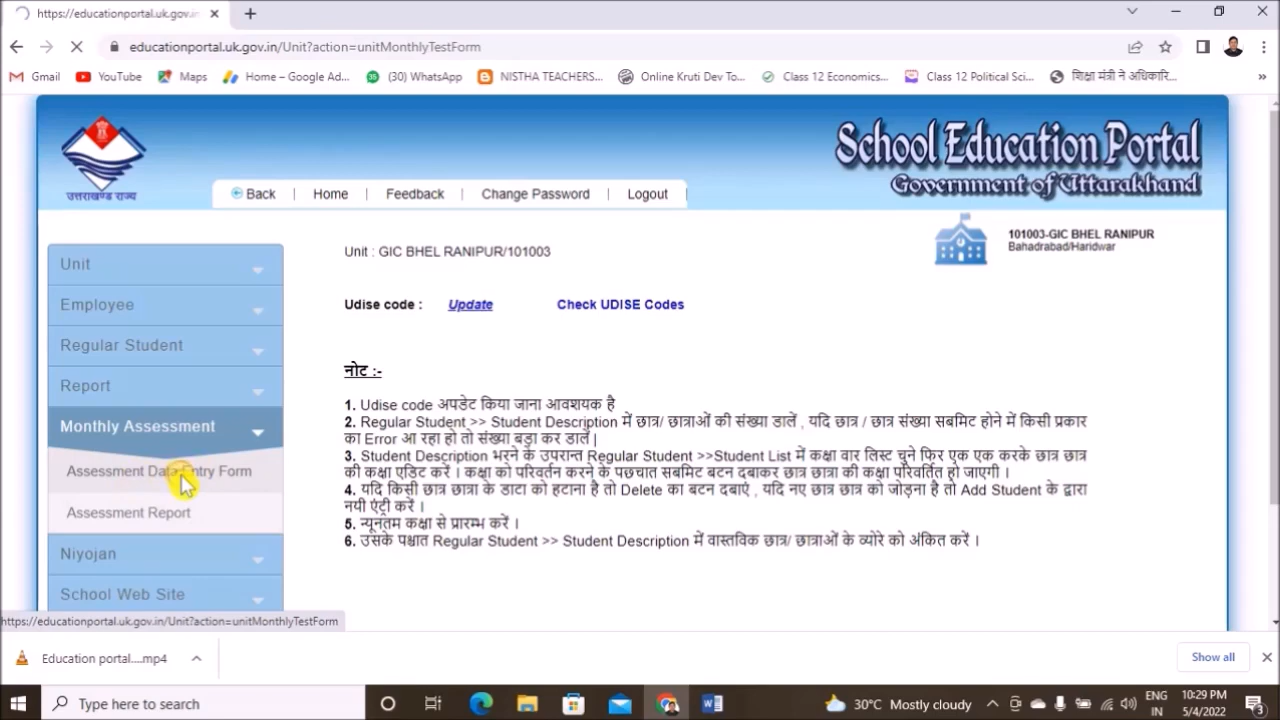 https://educationportal.uk.gov.in
educationportal.uk.gov.in/Unit?action=unitMonthlyTestForm
Gmail YouTube Maps Home – Google Ad... (30) WhatsApp NISTHA TEACHERS... Online Kruti Dev To... Class 12 Economics... Class 12 Political Sci... शिक्षा मंत्री ने अधिकारि... »
School Education Portal
Government of Uttarakhand
उत्तराखण्ड राज्य
Back Home Feedback Change Password Logout
101003-GIC BHEL RANIPUR
Bahadrabad/Haridwar
Unit
Employee
Regular Student
Report
Monthly Assessment
Assessment Data Entry Form
Assessment Report
Niyojan
School Web Site
Unit : GIC BHEL RANIPUR/101003
Udise code : Update Check UDISE Codes
नोट :-
1. Udise code अपडेट किया जाना आवशयक है
2. Regular Student >> Student Description में छात्र/ छात्राओं की संख्या डालें , यदि छात्र / छात्र संख्या सबमिट होने में किसी प्रकार
का Error आ रहा हो तो संख्या बड़ा कर डालें |
3. Student Description भरने के उपरान्त Regular Student >>Student List में कक्षा वार लिस्ट चुने फिर एक एक करके छात्र छात्र
की कक्षा एडिट करें । कक्षा को परिवर्तन करने के पछचात सबमिट बटन दबाकर छात्र छात्रा की कक्षा परिवर्तित हो जाएगी ।
4. यदि किसी छात्र छात्रा के डाटा को हटाना है तो Delete का बटन दबाएं , यदि नए छात्र छात्र को जोड़ना है तो Add Student के द्वारा
नयी एंट्री करें ।
5. न्यूनतम कक्षा से प्रारम्भ करें ।
6. उसके पश्चात Regular Student >> Student Description में वास्तविक छात्र/ छात्राओं के व्योरे को अंकित करें ।
https://educationportal.uk.gov.in/Unit?action=unitMonthlyTestForm
Education portal....mp4 Show all
Type here to search
30°C Mostly cloudy
ENG
IN
10:29 PM
5/4/2022
3